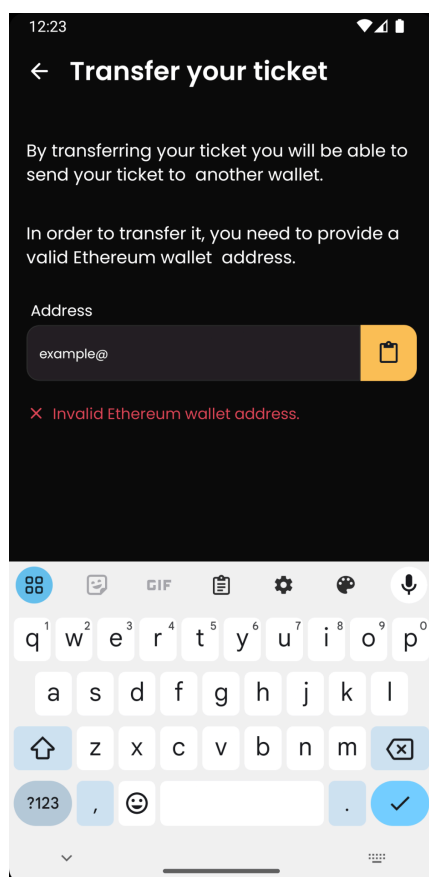 12:23
Transfer your ticket
By transferring your ticket you will be able to
send your ticket to another wallet.
In order to transfer it, you need to provide a
valid Ethereum wallet address.
Address
example@
Invalid Ethereum wallet address.
GIF
q1 w2 e3 r4 t5 y6 u7 i8 o9 p0
a s d f g h j k l
z x c v b n m
?123 , .